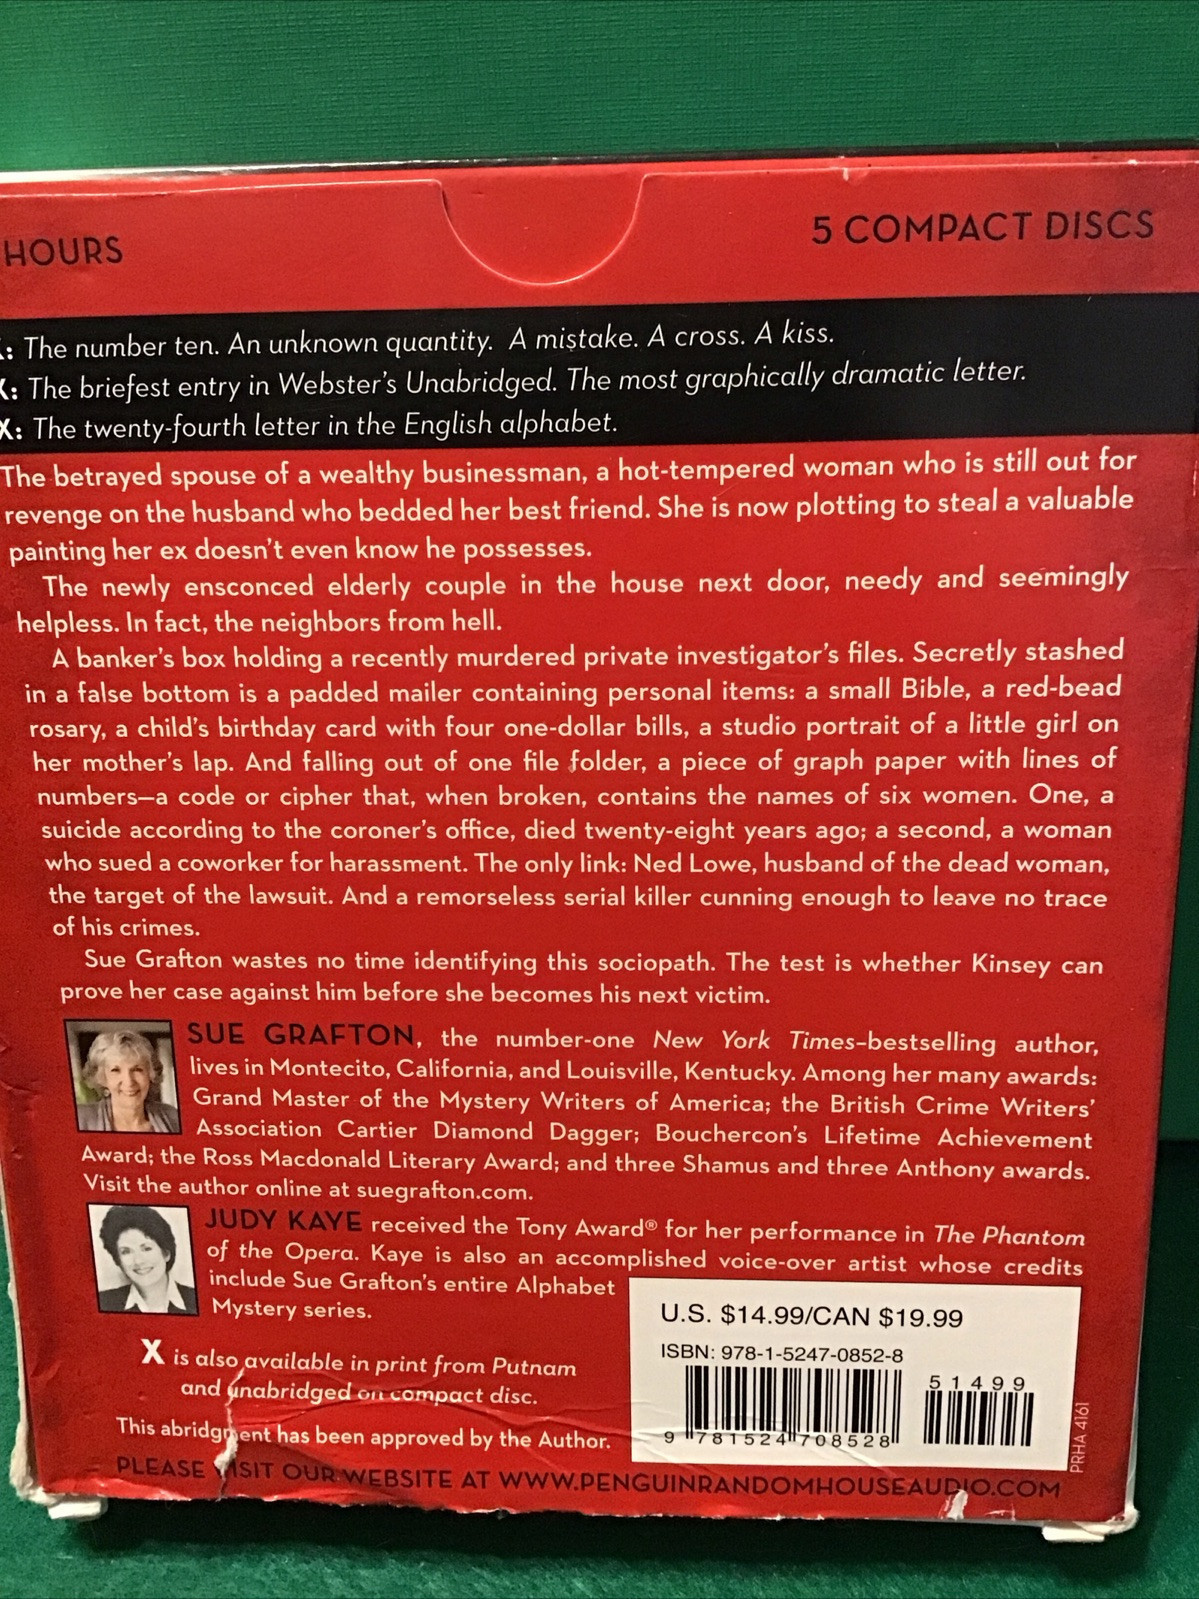 HOURS
5 COMPACT DISCS
: The number ten. An unknown quantity. A mistake. A cross. A kiss.
X: The briefest entry in Webster's Unabridged. The most graphically dramatic letter.
X: The twenty-fourth letter in the English alphabet.
The betrayed spouse of a wealthy businessman, a hot-tempered woman who is still out for
revenge on the husband who bedded her best friend. She is now plotting to steal a valuable
painting her ex doesn't even know he possesses.
The newly ensconced elderly couple in the house next door, needy and seemingly
helpless. In fact, the neighbors from hell.
A banker's box holding a recently murdered private investigator's files. Secretly stashed
in a false bottom is a padded mailer containing personal items: a small Bible, a red-bead
rosary, a child's birthday card with four one-dollar bills, a studio portrait of a little girl on
her mother's lap. And falling out of one file folder, a piece of graph paper with lines of
numbers—a code or cipher that, when broken, contains the names of six women. One, a
suicide according to the coroner's office, died twenty-eight years ago; a second, a woman
who sued a coworker for harassment. The only link: Ned Lowe, husband of the dead woman,
the target of the lawsuit. And a remorseless serial killer cunning enough to leave no trace
of his crimes.
Sue Grafton wastes no time identifying this sociopath. The test is whether Kinsey can
prove her case against him before she becomes his next victim.
SUE GRAFTON, the number-one New York Times–bestselling author,
lives in Montecito, California, and Louisville, Kentucky. Among her many awards:
Grand Master of the Mystery Writers of America; the British Crime Writers'
Association Cartier Diamond Dagger; Bouchercon's Lifetime Achievement
Award; the Ross Macdonald Literary Award; and three Shamus and three Anthony awards.
Visit the author online at suegrafton.com.
JUDY KAYE received the Tony Award® for her performance in The Phantom
of the Opera. Kaye is also an accomplished voice-over artist whose credits
include Sue Grafton's entire Alphabet
Mystery series.
X is also available in print from Putnam
and unabridged on compact disc.
This abridgment has been approved by the Author.
PLEASE VISIT OUR WEBSITE AT WWW.PENGUINRANDOMHOUSEAUDIO.COM
U.S. $14.99/CAN $19.99
ISBN: 978-1-5247-0852-8
51499
9 781524 708528
PRHA 4161